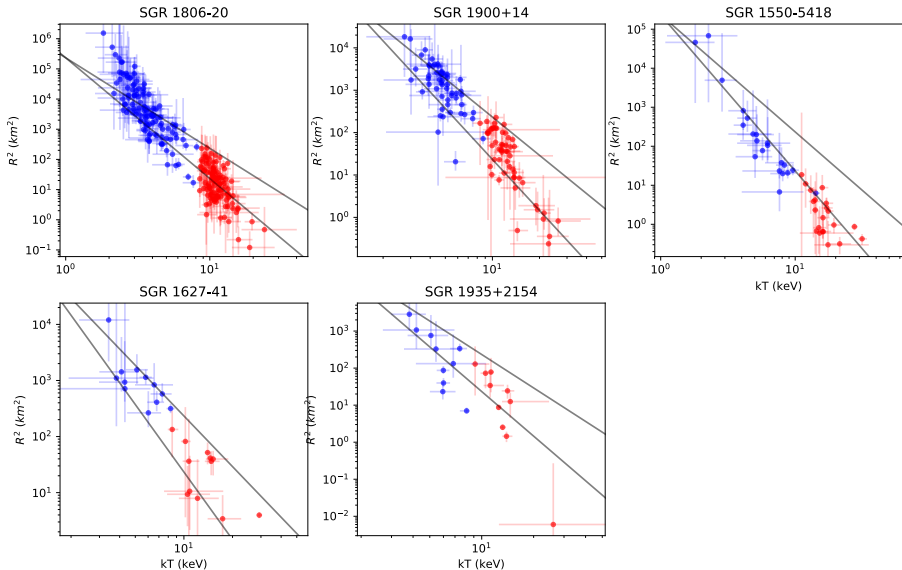 SGR 1806-20
SGR 1900+14
SGR 1550-5418
R² (km²)
10⁶
10⁵
10⁴
10³
10²
10¹
10⁰
10⁻¹
10⁰
10¹
R² (km²)
10⁴
10³
10²
10¹
10⁰
10¹
R² (km²)
10⁵
10⁴
10³
10²
10¹
10⁰
10⁰
10¹
kT (keV)
SGR 1627-41
SGR 1935+2154
R² (km²)
10⁴
10³
10²
10¹
10¹
kT (keV)
R² (km²)
10³
10²
10¹
10⁰
10⁻¹
10⁻²
10¹
kT (keV)